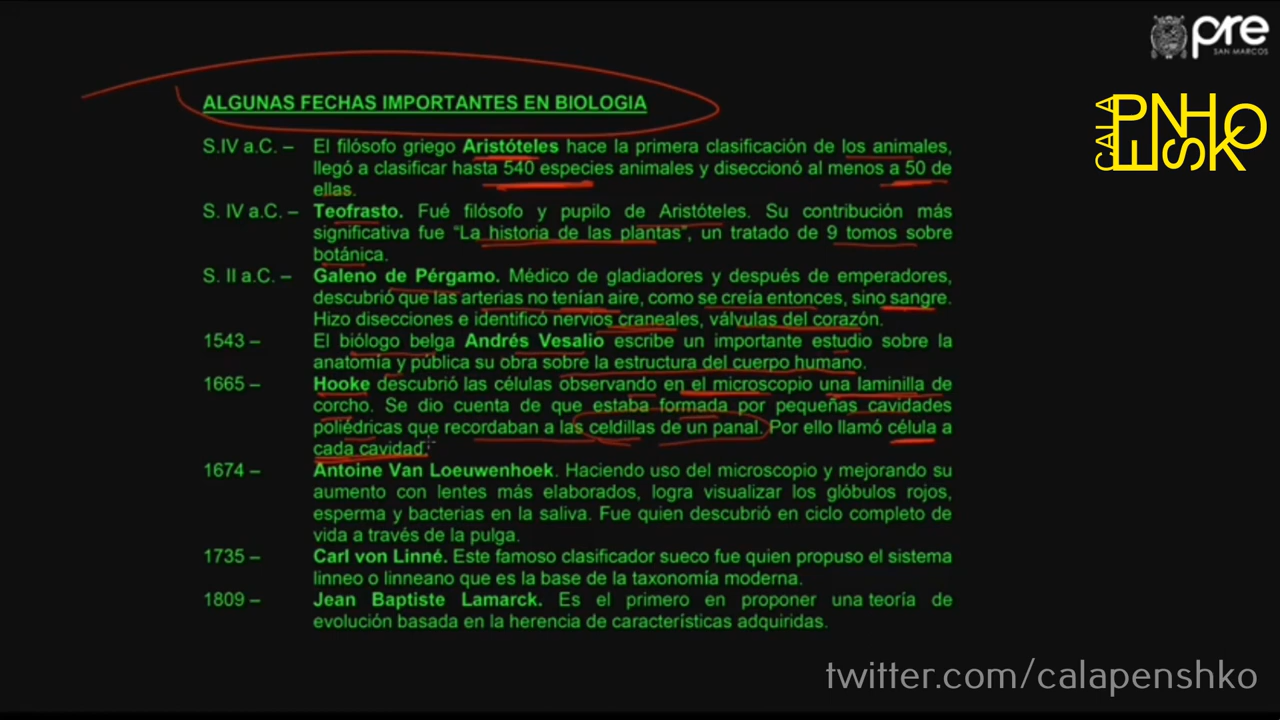 pre
SAN MARCOS
CALA
PENSHKO
ALGUNAS FECHAS IMPORTANTES EN BIOLOGIA
S.IV a.C. – El filósofo griego Aristóteles hace la primera clasificación de los animales,
llegó a clasificar hasta 540 especies animales y diseccionó al menos a 50 de
ellas.
S. IV a.C. – Teofrasto. Fué filósofo y pupilo de Aristóteles. Su contribución más
significativa fue “La historia de las plantas”, un tratado de 9 tomos sobre
botánica.
S. II a.C. – Galeno de Pérgamo. Médico de gladiadores y después de emperadores,
descubrió que las arterias no tenían aire, como se creía entonces, sino sangre.
Hizo disecciones e identificó nervios craneales, válvulas del corazón.
1543 – El biólogo belga Andrés Vesalio escribe un importante estudio sobre la
anatomía y pública su obra sobre la estructura del cuerpo humano.
1665 – Hooke descubrió las células observando en el microscopio una laminilla de
corcho. Se dio cuenta de que estaba formada por pequeñas cavidades
poliédricas que recordaban a las celdillas de un panal. Por ello llamó célula a
cada cavidad.
1674 – Antoine Van Loeuwenhoek. Haciendo uso del microscopio y mejorando su
aumento con lentes más elaborados, logra visualizar los glóbulos rojos,
esperma y bacterias en la saliva. Fue quien descubrió en ciclo completo de
vida a través de la pulga.
1735 – Carl von Linné. Este famoso clasificador sueco fue quien propuso el sistema
linneo o linneano que es la base de la taxonomía moderna.
1809 – Jean Baptiste Lamarck. Es el primero en proponer una teoría de
evolución basada en la herencia de características adquiridas.
twitter.com/calapenshko